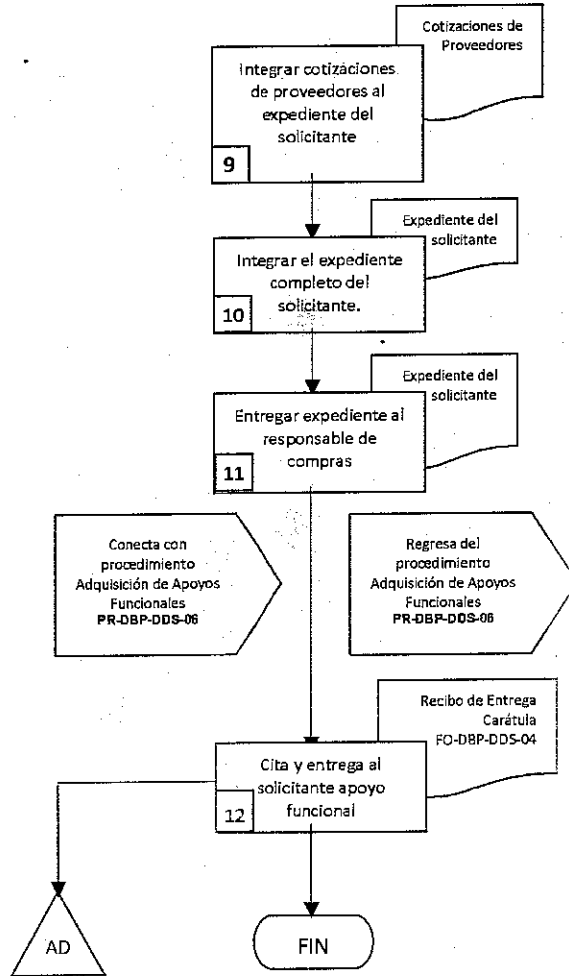 Cotizaciones de
Proveedores
Integrar cotizaciones
de proveedores al
expediente del
solicitante
9
Expediente del
solicitante
Integrar el expediente
completo del
solicitante.
10
Expediente del
solicitante
Entregar expediente al
responsable de
compras
11
Conecta con
procedimiento
Adquisición de Apoyos
Funcionales
PR-DBP-DDS-06
Regresa del
procedimiento
Adquisición de Apoyos
Funcionales
PR-DBP-DDS-06
Recibo de Entrega
Carátula
FO-DBP-DDS-04
Cita y entrega al
solicitante apoyo
funcional
12
AD
FIN